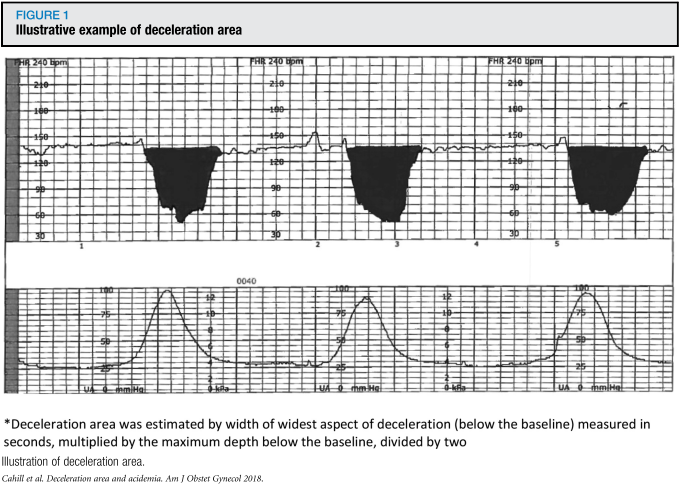 FIGURE 1
Illustrative example of deceleration area
FHR 240 bpm FHR 240 bpm FHR 240 bpm
210 210 210
180 180 180
150 150 150
120 120 120
90 90 90
60 60 60
30 30 30
1 2 3 4 5
0040
100 12 100 12 100
75 10 75 10 75
8 8
50 6 50 6 50
4 4
25 2 25 2 25
UA 0 mmHg 0 kPa UA 0 mmHg 0 kPa UA 0 mmHg
*Deceleration area was estimated by width of widest aspect of deceleration (below the baseline) measured in
seconds, multiplied by the maximum depth below the baseline, divided by two
Illustration of deceleration area.
Cahill et al. Deceleration area and acidemia. Am J Obstet Gynecol 2018.